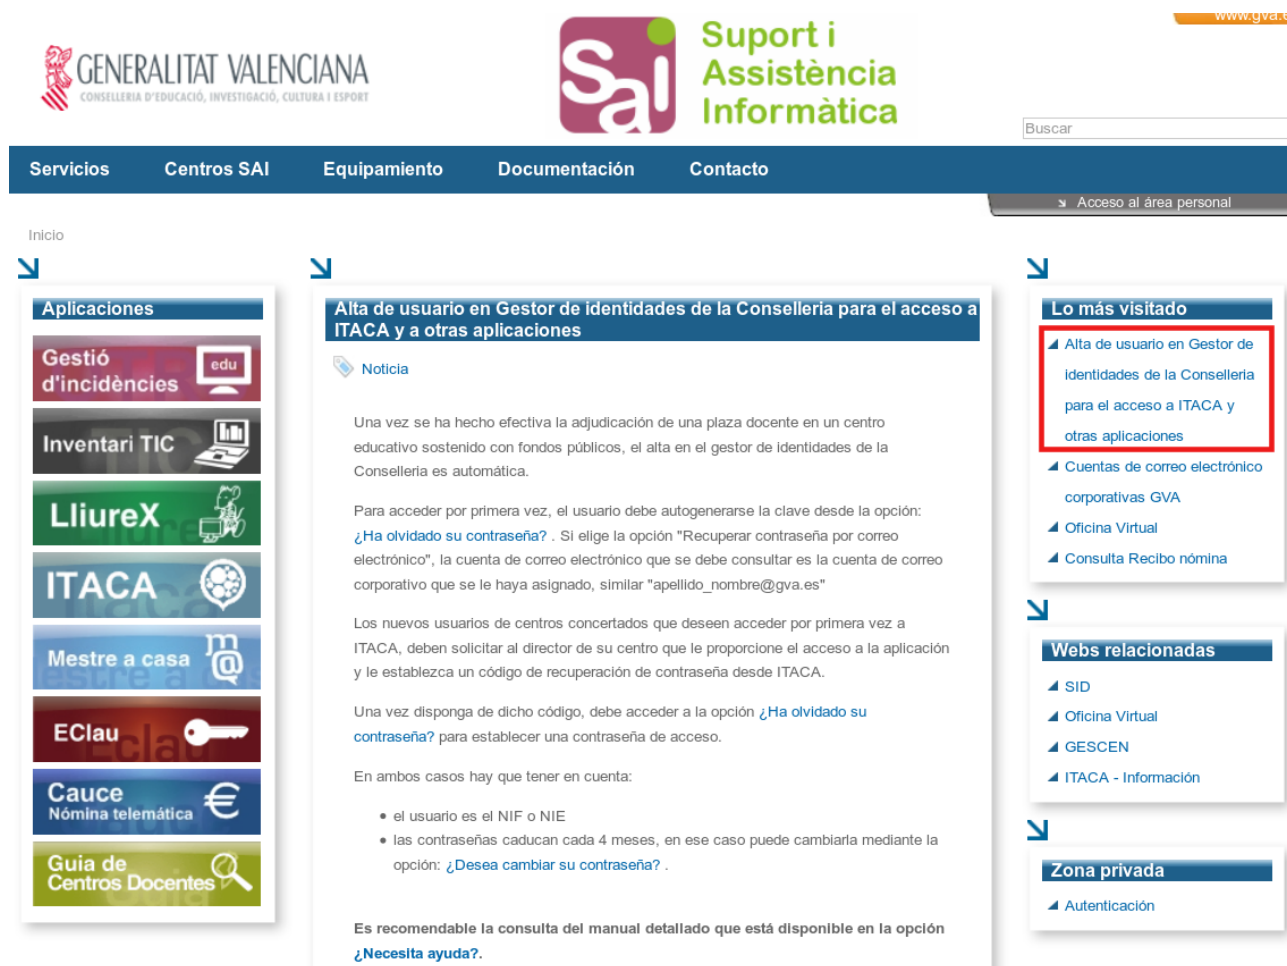 www.gva.e
GENERALITAT VALENCIANA
CONSELLERIA D'EDUCACIÓ, INVESTIGACIÓ, CULTURA I ESPORT
Sai
Suport i
Assistència
Informàtica
Buscar
Servicios Centros SAI Equipamiento Documentación Contacto
Acceso al área personal
Inicio
Aplicaciones
Gestió
d'incidències
edu
Inventari TIC
LliureX
ITACA
Mestre a casa
m@
EClau
Cauce
Nómina telemática
€
Guia de
Centros Docentes
Alta de usuario en Gestor de identidades de la Conselleria para el acceso a
ITACA y a otras aplicaciones
Noticia
Una vez se ha hecho efectiva la adjudicación de una plaza docente en un centro
educativo sostenido con fondos públicos, el alta en el gestor de identidades de la
Conselleria es automática.
Para acceder por primera vez, el usuario debe autogenerarse la clave desde la opción:
¿Ha olvidado su contraseña? . Si elige la opción "Recuperar contraseña por correo
electrónico", la cuenta de correo electrónico que se debe consultar es la cuenta de correo
corporativo que se le haya asignado, similar "apellido_nombre@gva.es"
Los nuevos usuarios de centros concertados que deseen acceder por primera vez a
ITACA, deben solicitar al director de su centro que le proporcione el acceso a la aplicación
y le establezca un código de recuperación de contraseña desde ITACA.
Una vez disponga de dicho código, debe acceder a la opción ¿Ha olvidado su
contraseña? para establecer una contraseña de acceso.
En ambos casos hay que tener en cuenta:
• el usuario es el NIF o NIE
• las contraseñas caducan cada 4 meses, en ese caso puede cambiarla mediante la
opción: ¿Desea cambiar su contraseña? .
Es recomendable la consulta del manual detallado que está disponible en la opción
¿Necesita ayuda?.
Lo más visitado
Alta de usuario en Gestor de
identidades de la Conselleria
para el acceso a ITACA y
otras aplicaciones
Cuentas de correo electrónico
corporativas GVA
Oficina Virtual
Consulta Recibo nómina
Webs relacionadas
SID
Oficina Virtual
GESCEN
ITACA - Información
Zona privada
Autenticación